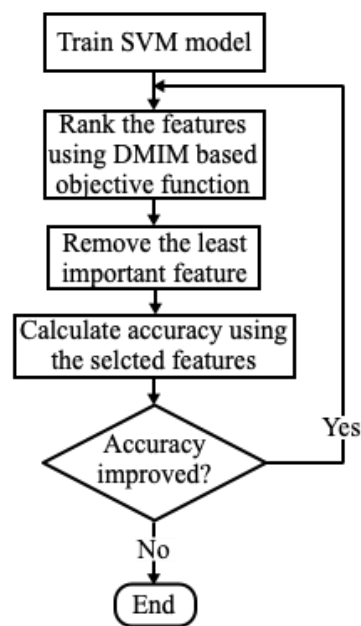 Train SVM model
Rank the features
using DMIM based
objective function
Remove the least
important feature
Calculate accuracy using
the selcted features
Accuracy
improved?
Yes
No
End